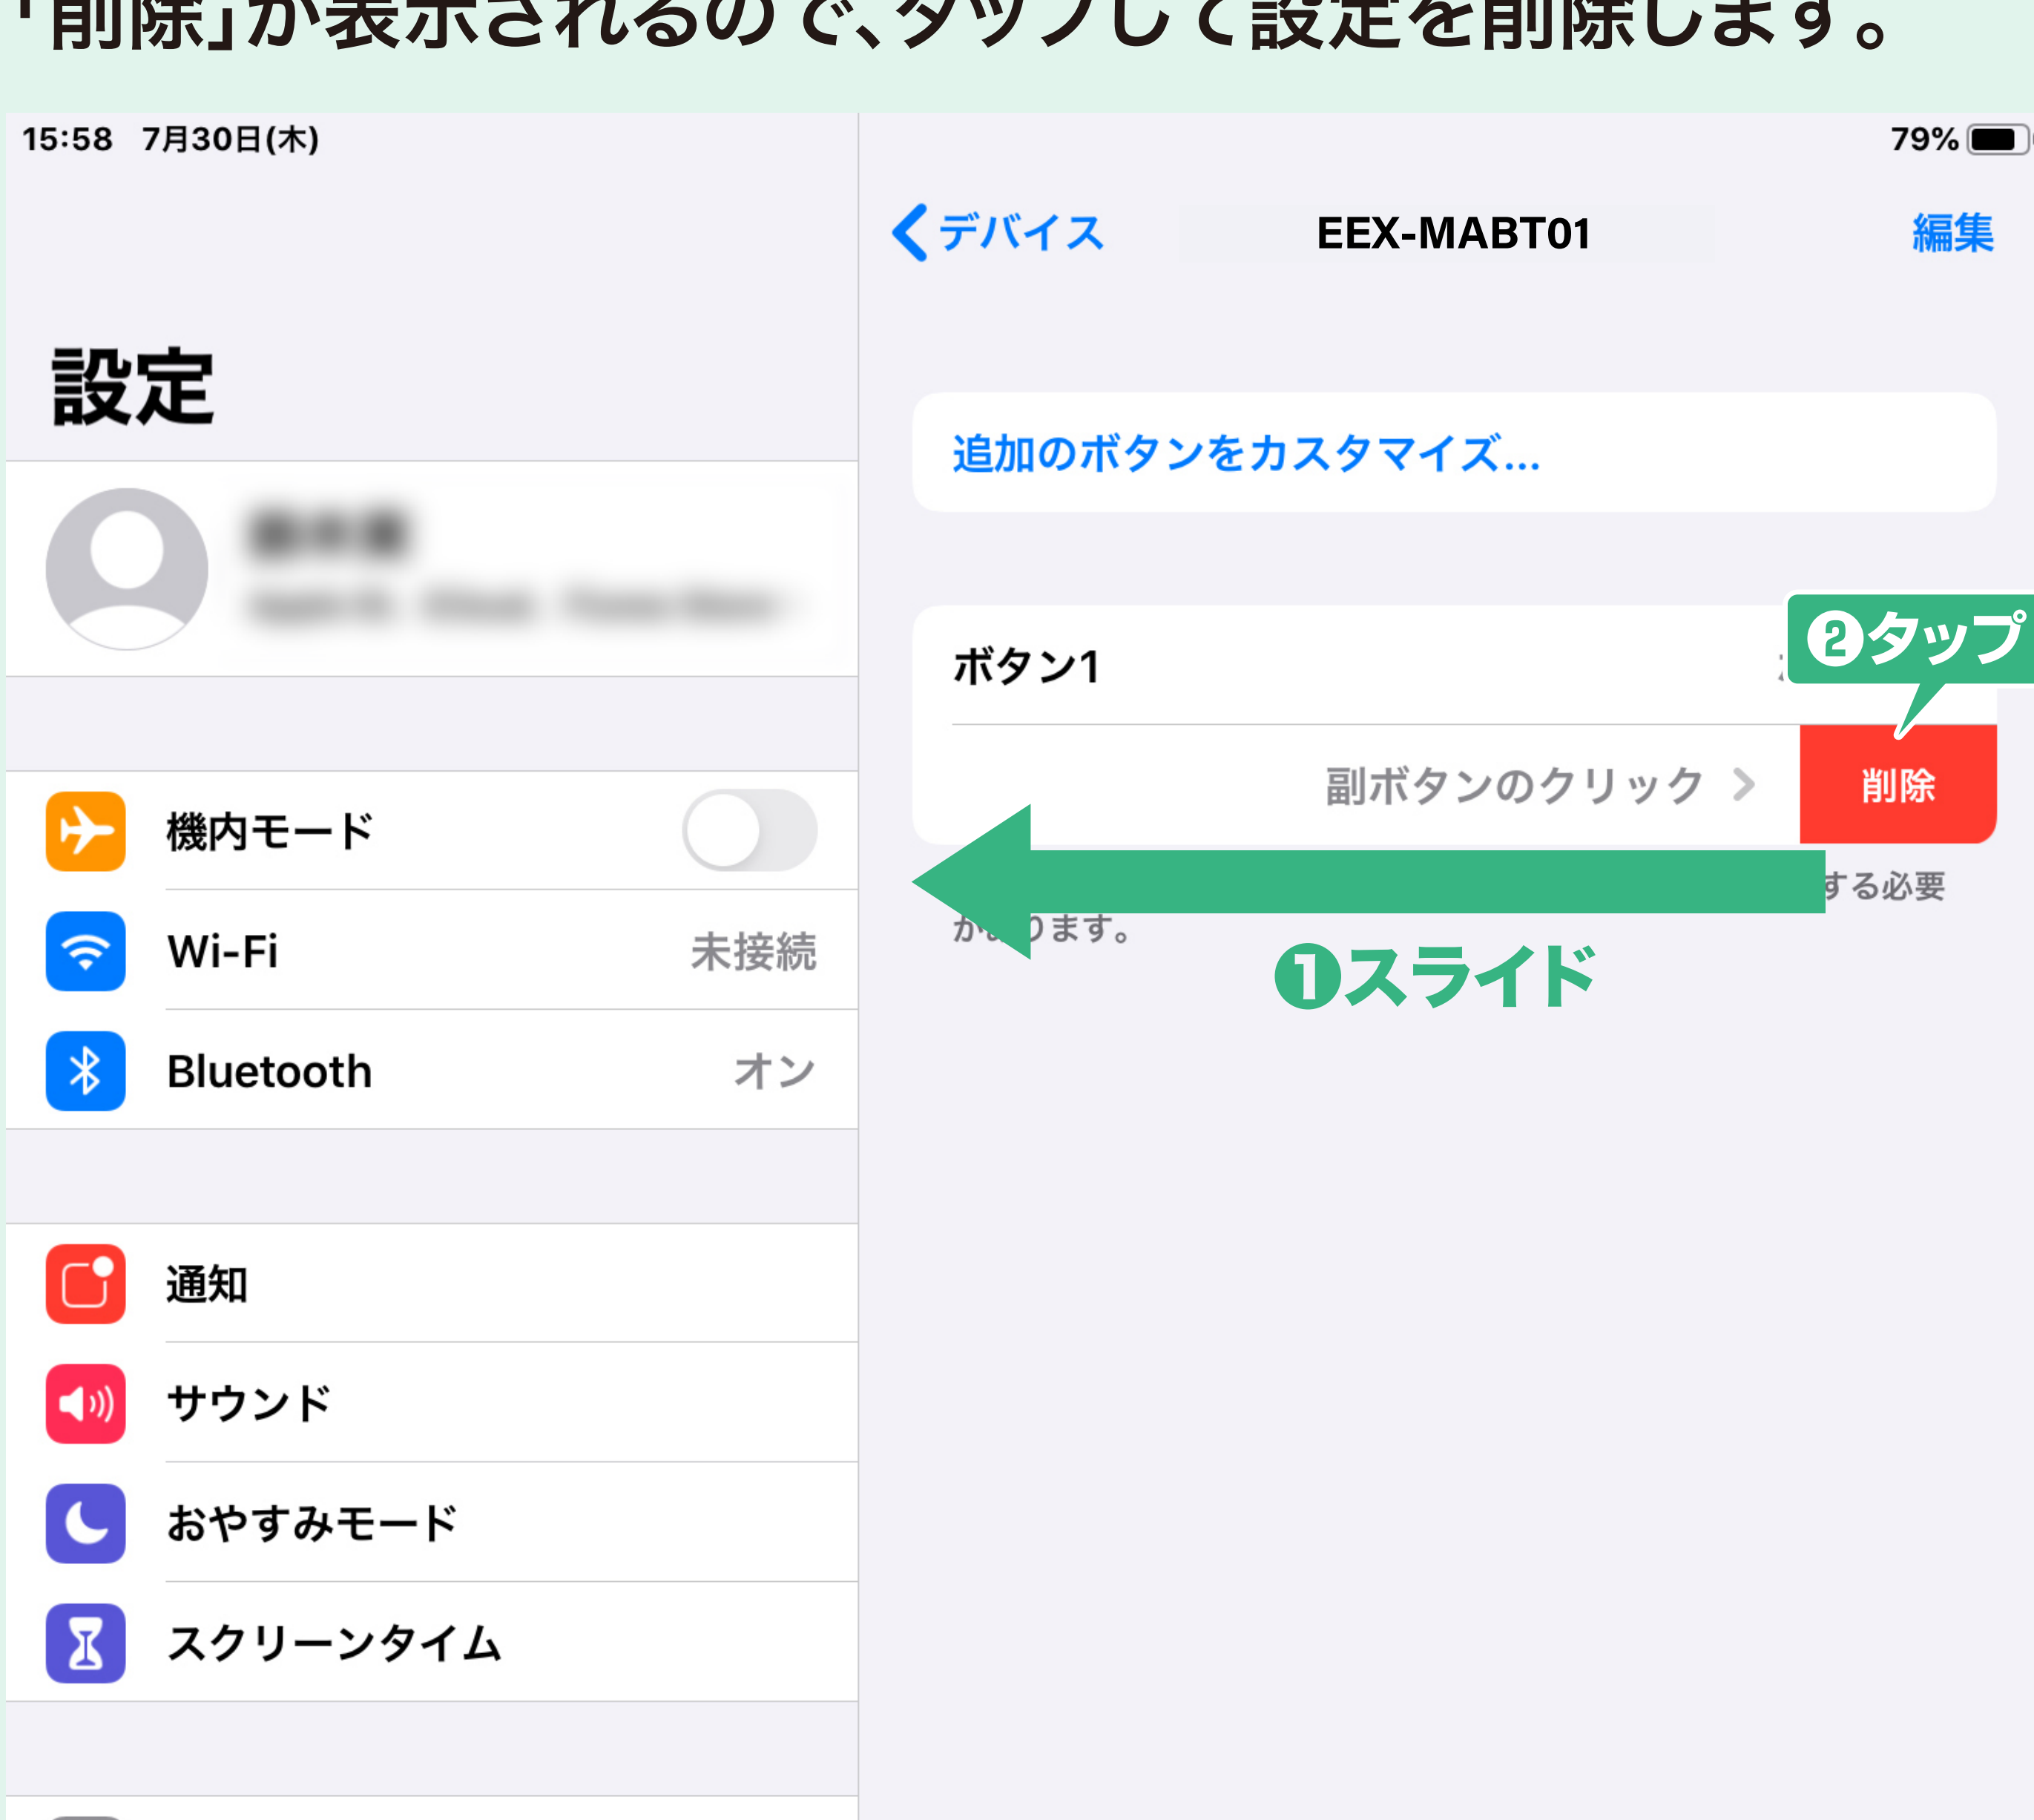 「削除」が表示されるので、タップして設定を削除します。
15:58 7月30日(木)
79%
デバイス
EEX-MABT01
編集
設定
追加のボタンをカスタマイズ...
ボタン1
❷タップ
副ボタンのクリック
削除
する必要
があります。
❶スライド
機内モード
Wi-Fi
未接続
Bluetooth
オン
通知
サウンド
おやすみモード
スクリーンタイム